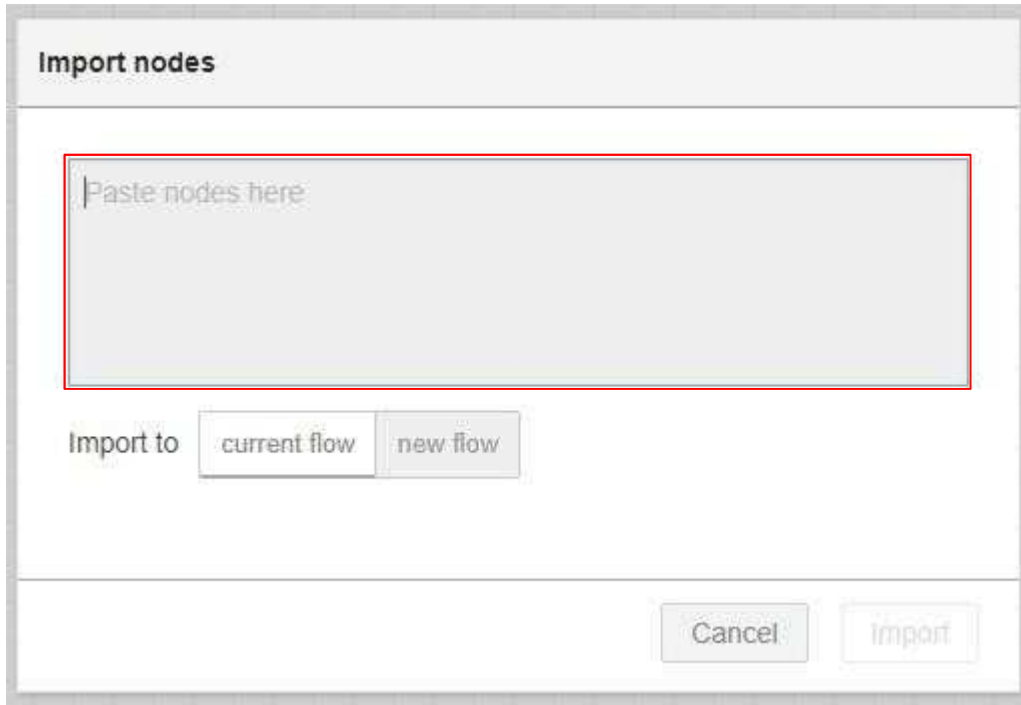 Import nodes
Paste nodes here
Import to current flow new flow
Cancel Import